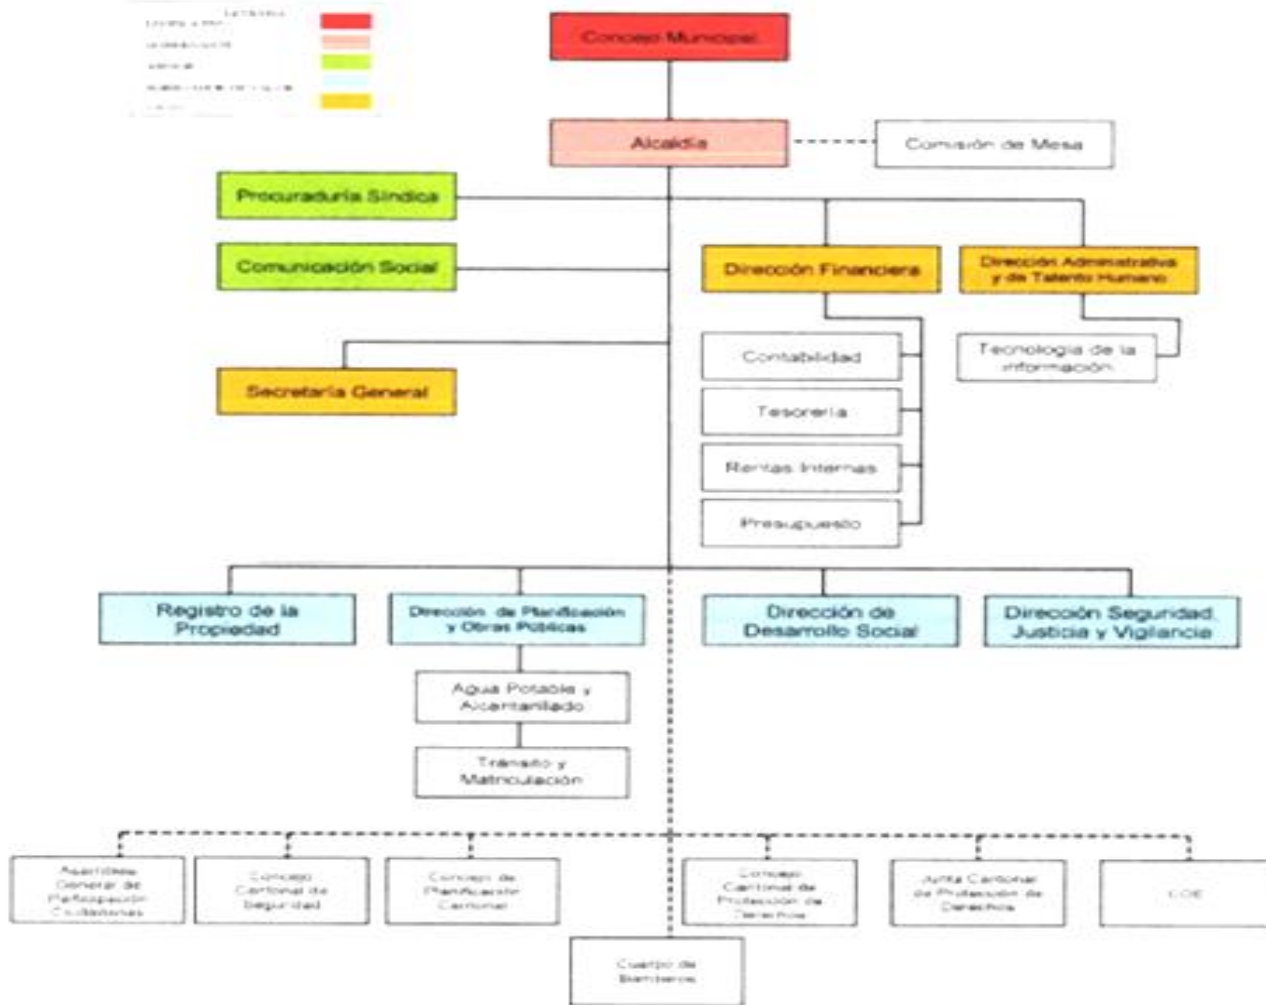 Concejo Municipal
Alcaldía
Comisión de Mesa
Procuraduría Síndica
Comunicación Social
Dirección Financiera
Dirección Administrativa
y de Talento Humano
Contabilidad
Tecnología de la
información
Secretaría General
Tesorería
Rentas Internas
Presupuesto
Registro de la
Propiedad
Dirección de Planificación
y Obras Públicas
Dirección de
Desarrollo Social
Dirección Seguridad,
Justicia y Vigilancia
Agua Potable y
Alcantarillado
Tránsito y
Matriculación
Asamblea
General de
Participación
Ciudadana
Concejo
Cantonal de
Seguridad
Concejo de
Planificación
Cantonal
Concejo
Cantonal de
Protección de
Derechos
Junta Cantonal
de Protección de
Derechos
COE
Cuerpo de
Bomberos